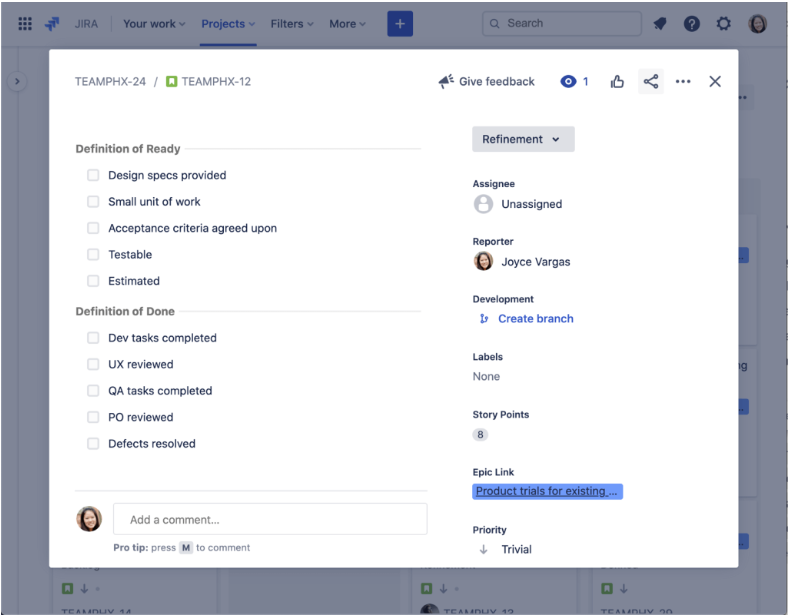 JIRA Your work Projects Filters More + Search
TEAMPHX-24 / TEAMPHX-12 Give feedback 1
Definition of Ready
Design specs provided
Small unit of work
Acceptance criteria agreed upon
Testable
Estimated
Definition of Done
Dev tasks completed
UX reviewed
QA tasks completed
PO reviewed
Defects resolved
Add a comment...
Pro tip: press M to comment
Refinement
Assignee
Unassigned
Reporter
Joyce Vargas
Development
Create branch
Labels
None
Story Points
8
Epic Link
Product trials for existing ...
Priority
Trivial
TEAMPHX-14 TEAMPHX-13 TEAMPHX-20